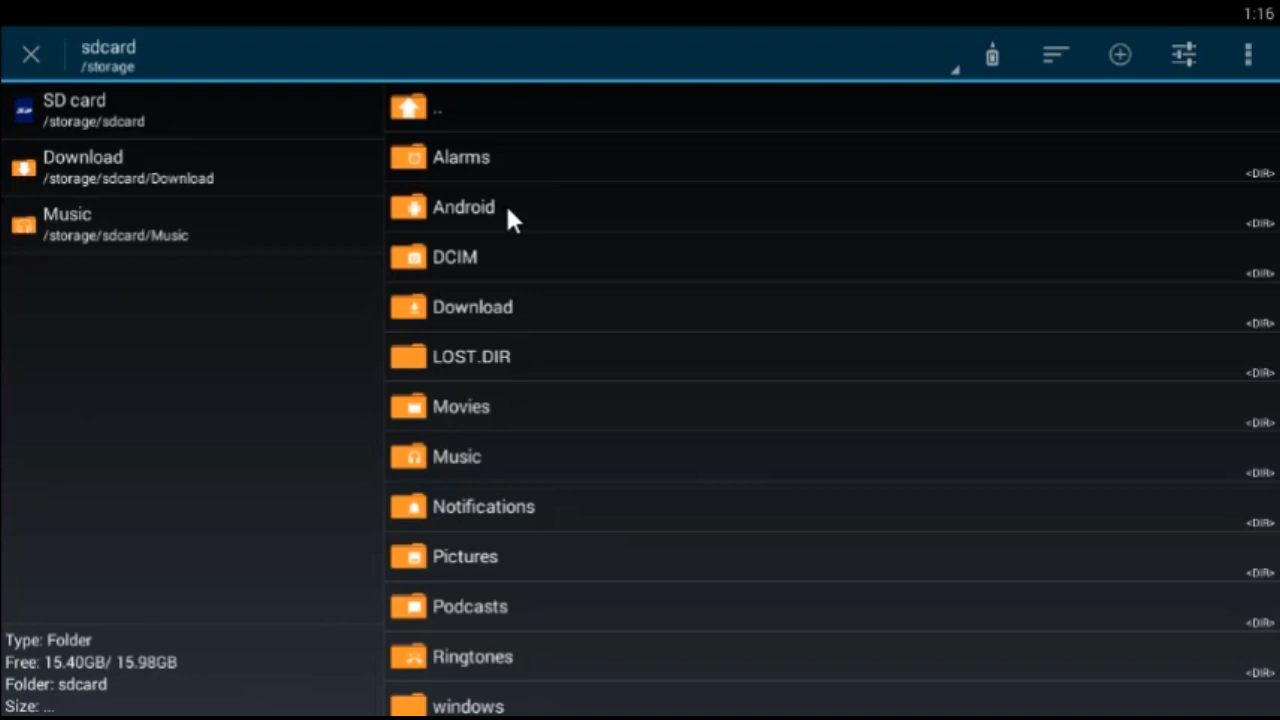 1:16
sdcard
/storage
SD card
/storage/sdcard
Download
/storage/sdcard/Download
Music
/storage/sdcard/Music
Type: Folder
Free: 15.40GB/ 15.98GB
Folder: sdcard
Size: ...
..
Alarms
<DIR>
Android
<DIR>
DCIM
<DIR>
Download
<DIR>
LOST.DIR
<DIR>
Movies
<DIR>
Music
<DIR>
Notifications
<DIR>
Pictures
<DIR>
Podcasts
<DIR>
Ringtones
<DIR>
windows